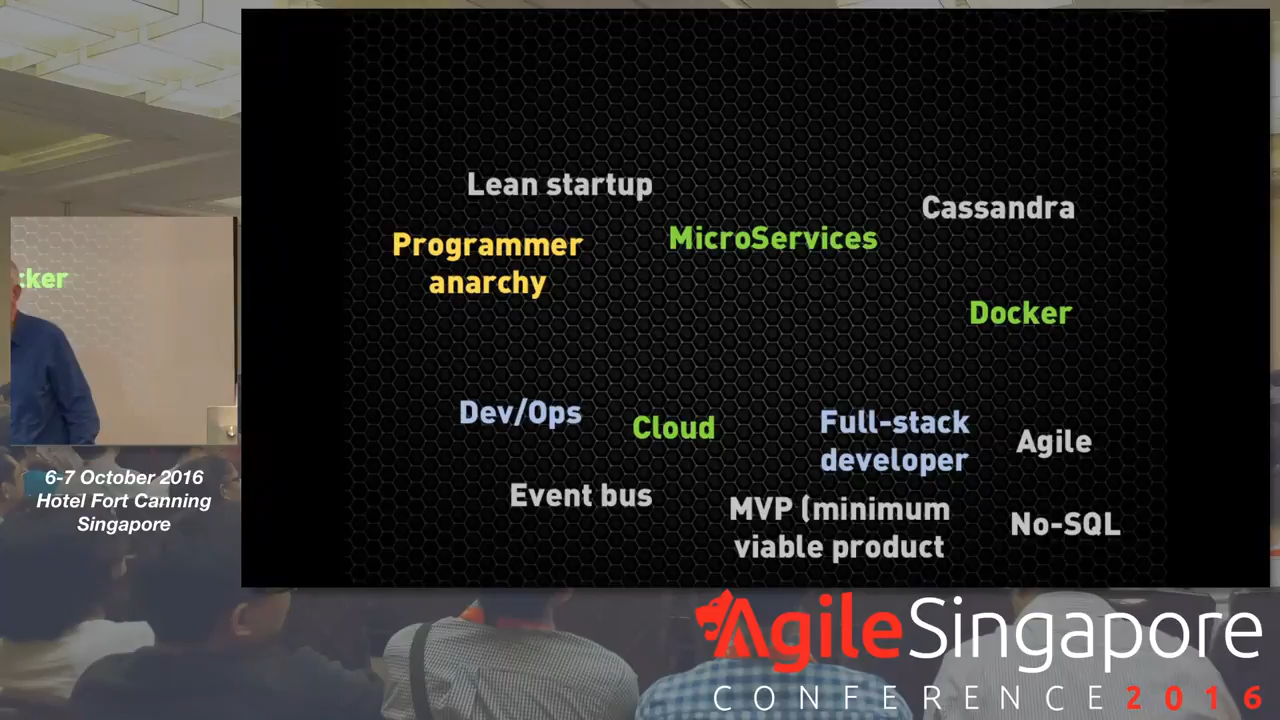 Lean startup
Cassandra
MicroServices
Programmer
anarchy
cker
Docker
Dev/Ops
Cloud
Full-stack
developer
Agile
Event bus
MVP (minimum
viable product
No-SQL
6-7 October 2016
Hotel Fort Canning
Singapore
AgileSingapore
CONFERENCE 2016